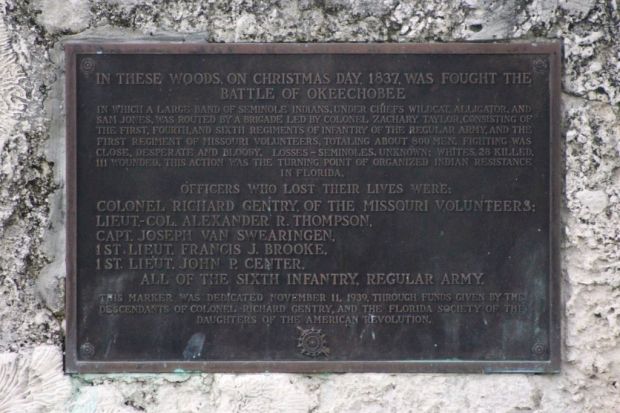 IN THESE WOODS, ON CHRISTMAS DAY, 1837, WAS FOUGHT THE
BATTLE OF OKEECHOBEE
IN WHICH A LARGE BAND OF SEMINOLE INDIANS, UNDER CHIEFS WILDCAT, ALLIGATOR, AND
SAM JONES, WAS ROUTED BY A BRIGADE LED BY COLONEL ZACHARY TAYLOR, CONSISTING OF
THE FIRST, FOURTH, AND SIXTH REGIMENTS OF INFANTRY OF THE REGULAR ARMY, AND THE
FIRST REGIMENT OF MISSOURI VOLUNTEERS, TOTALING ABOUT 800 MEN. FIGHTING WAS
CLOSE, DESPERATE AND BLOODY. LOSSES - SEMINOLES, UNKNOWN; WHITES, 26 KILLED,
111 WOUNDED. THIS ACTION WAS THE TURNING POINT OF ORGANIZED INDIAN RESISTANCE
IN FLORIDA.
OFFICERS WHO LOST THEIR LIVES WERE:
COLONEL RICHARD GENTRY, OF THE MISSOURI VOLUNTEERS;
LIEUT.-COL. ALEXANDER R. THOMPSON,
CAPT. JOSEPH VAN SWEARINGEN,
1 ST. LIEUT. FRANCIS J. BROOKE,
1 ST. LIEUT. JOHN P. CENTER,
ALL OF THE SIXTH INFANTRY, REGULAR ARMY.
THIS MARKER WAS DEDICATED NOVEMBER 11, 1939, THROUGH FUNDS GIVEN BY THE
DESCENDANTS OF COLONEL RICHARD GENTRY, AND THE FLORIDA SOCIETY OF THE
DAUGHTERS OF THE AMERICAN REVOLUTION.